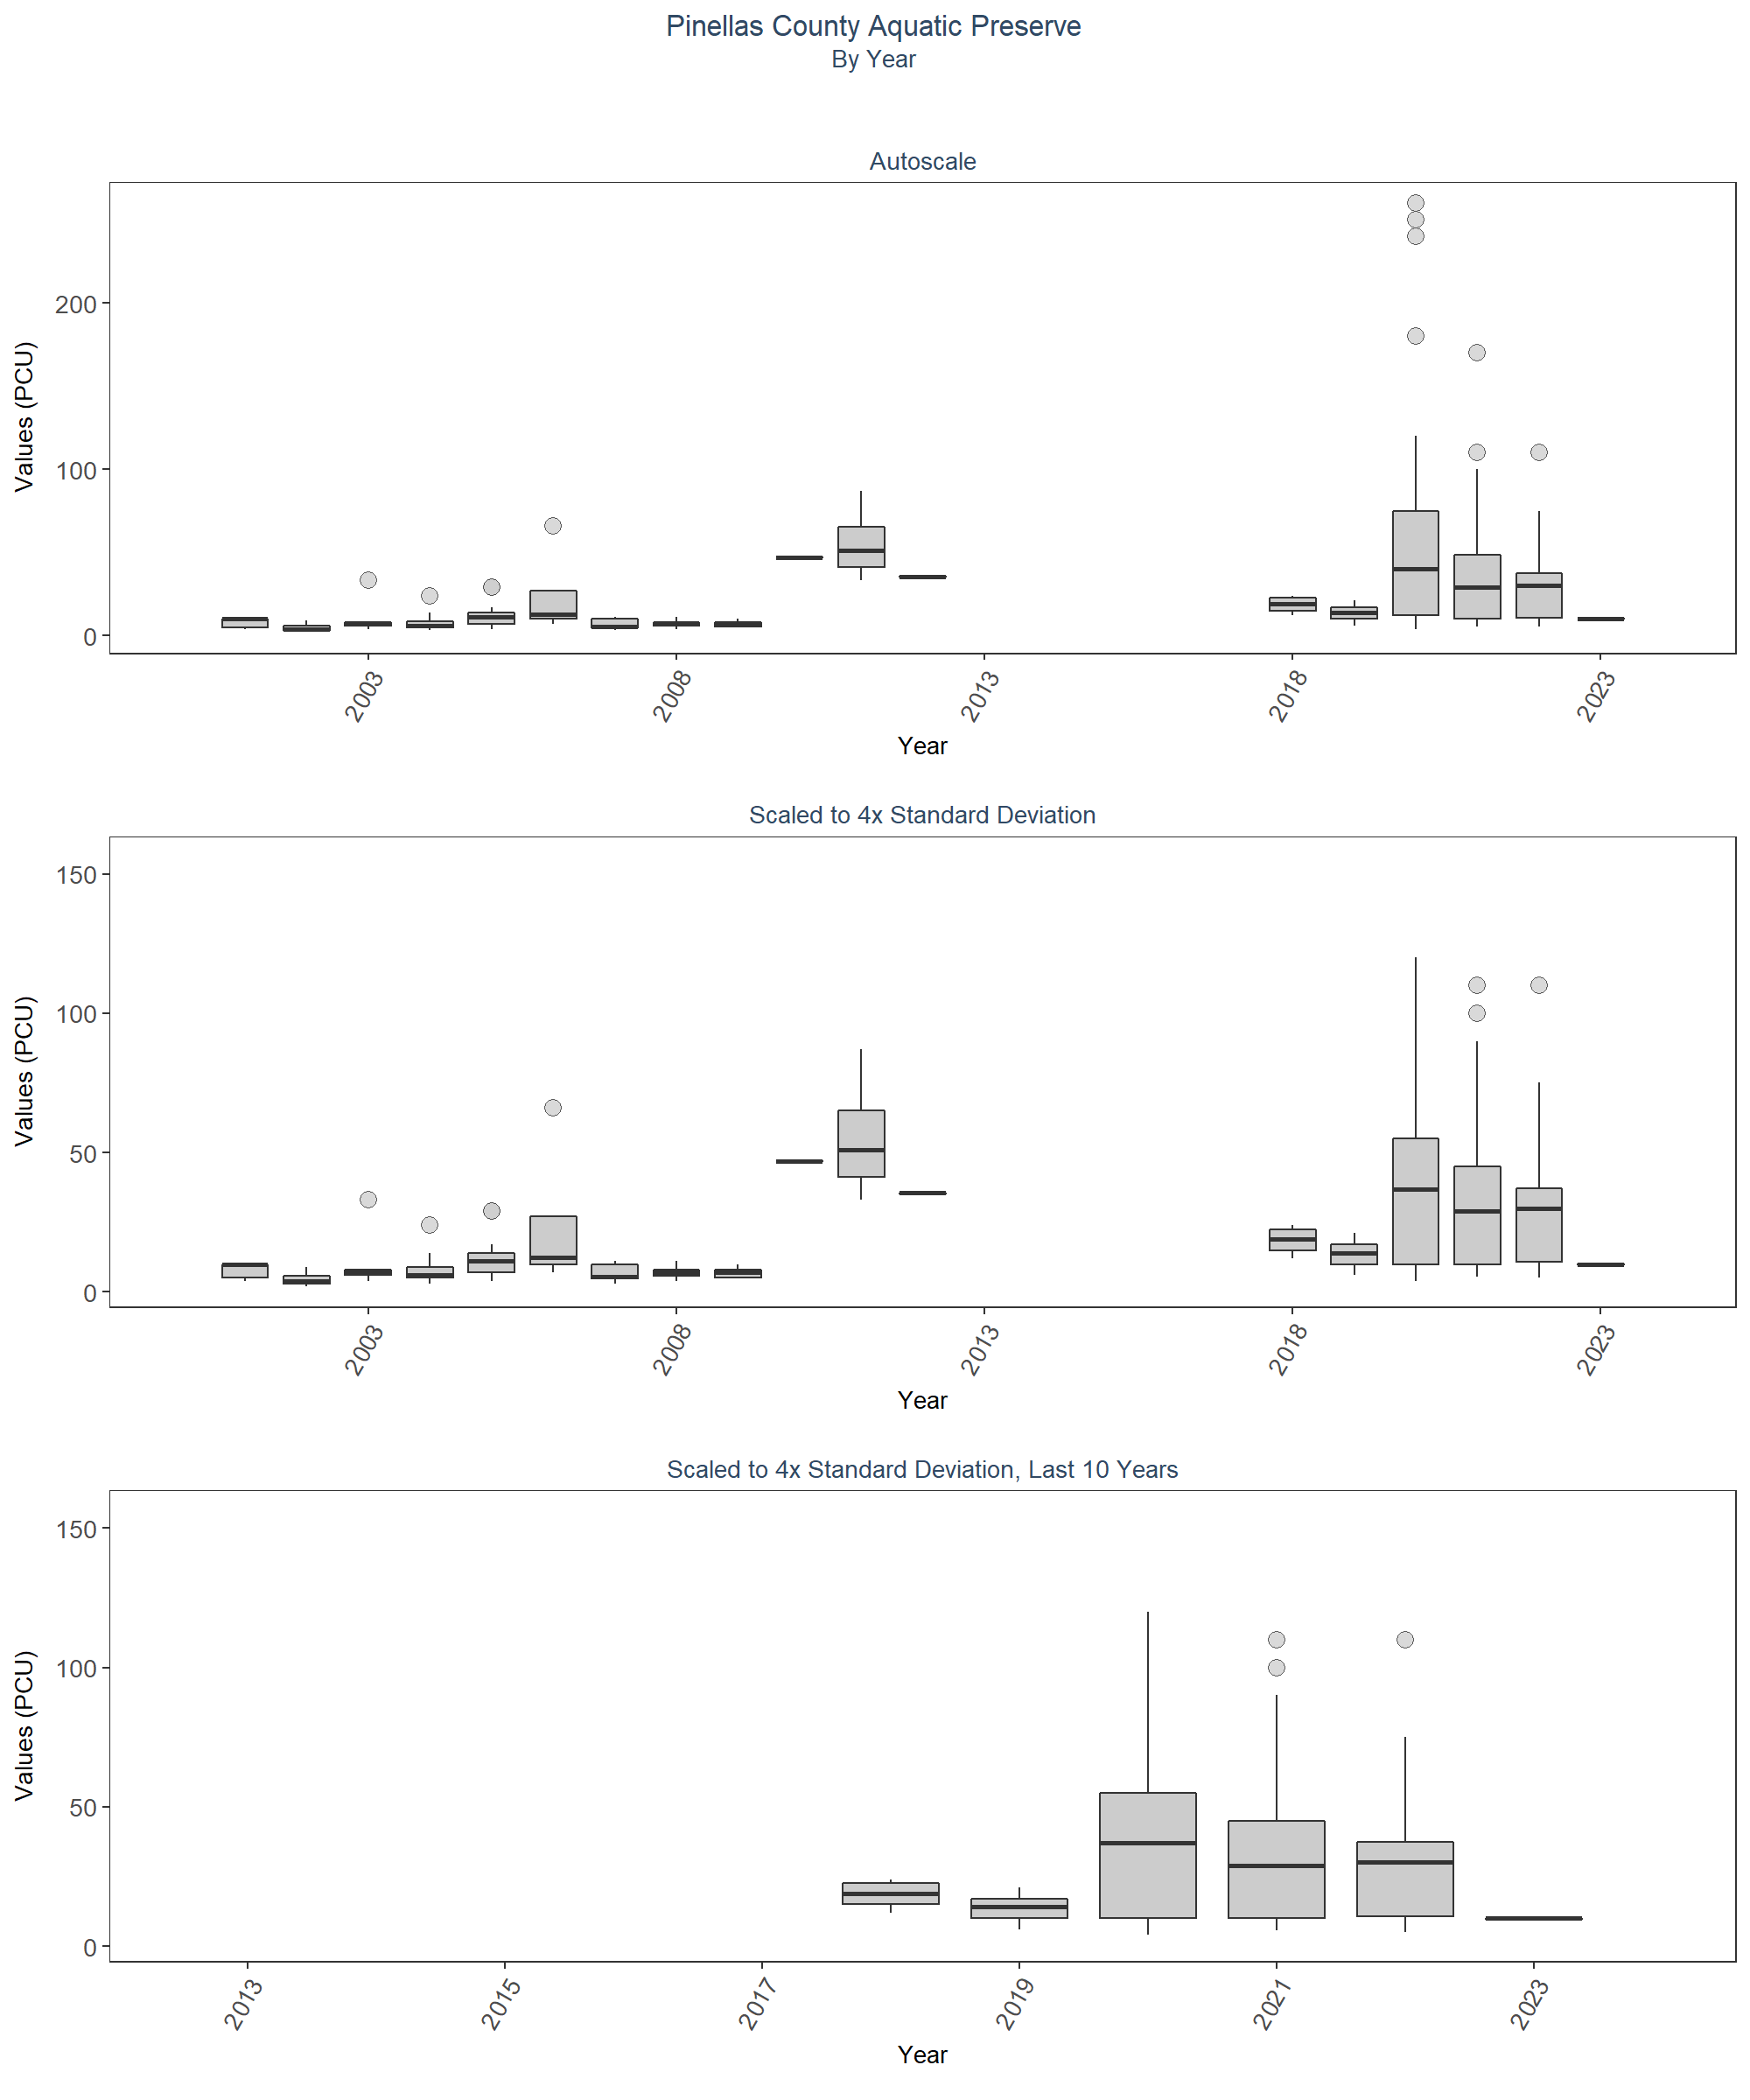 Pinellas County Aquatic Preserve
By Year
Autoscale
Values (PCU)
200
100
0
2003 2008 2013 2018 2023
Year
Scaled to 4x Standard Deviation
Values (PCU)
150
100
50
0
2003 2008 2013 2018 2023
Year
Scaled to 4x Standard Deviation, Last 10 Years
Values (PCU)
150
100
50
0
2013 2015 2017 2019 2021 2023
Year